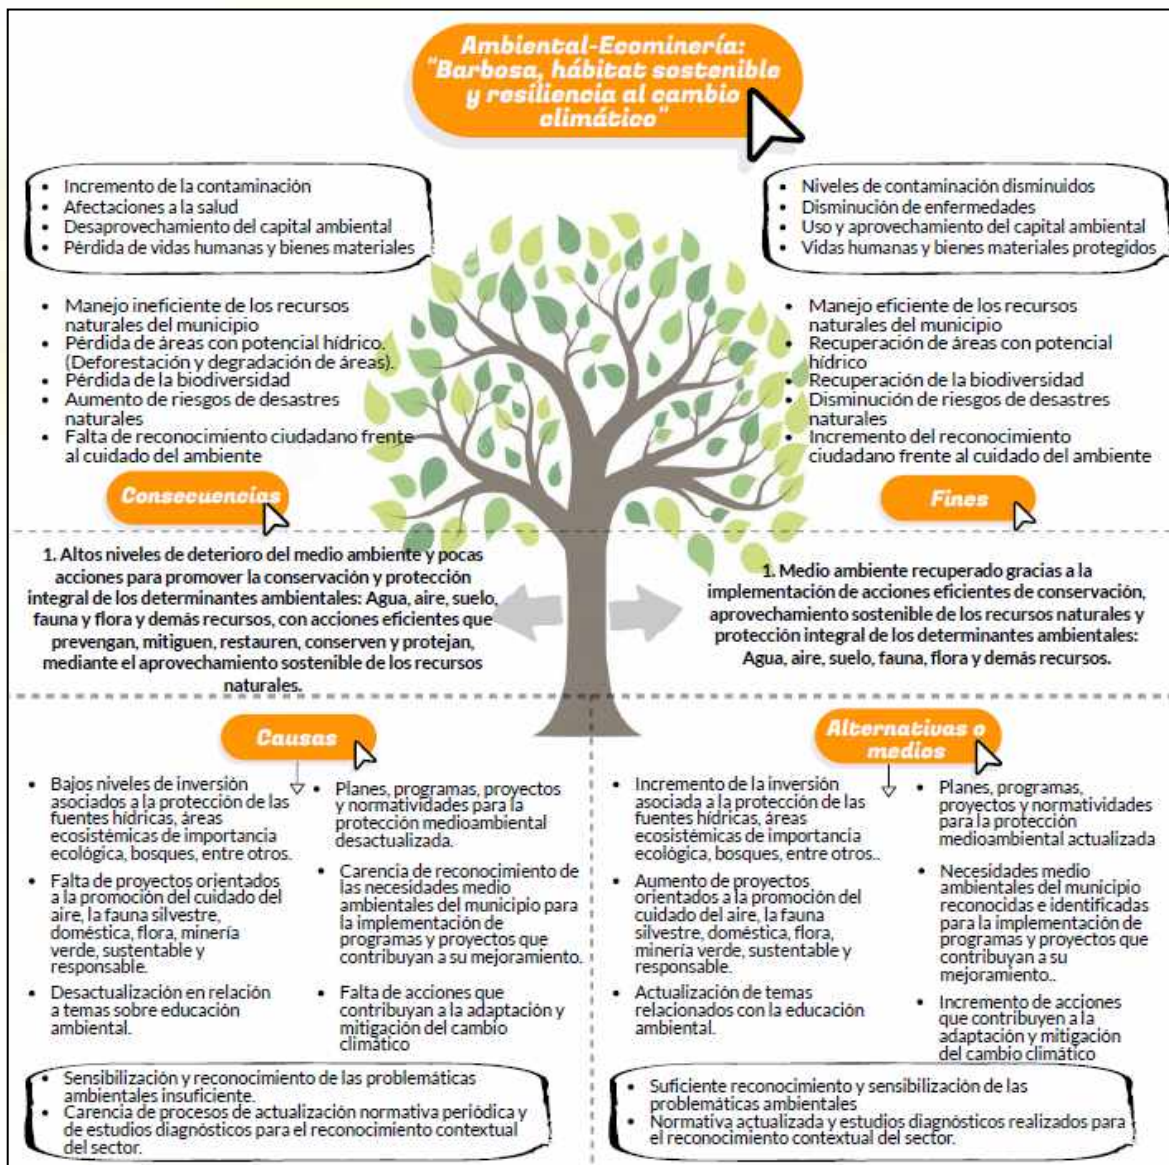 Ambiental-Ecominería:
"Barbosa, hábitat sostenible
y resiliencia al cambio
climático"
• Incremento de la contaminación
• Afectaciones a la salud
• Desaprovechamiento del capital ambiental
• Pérdida de vidas humanas y bienes materiales
• Manejo ineficiente de los recursos
naturales del municipio
• Pérdida de áreas con potencial hídrico.
(Deforestación y degradación de áreas).
• Pérdida de la biodiversidad
• Aumento de riesgos de desastres
naturales
• Falta de reconocimiento ciudadano frente
al cuidado del ambiente
Consecuencias
• Niveles de contaminación disminuidos
• Disminución de enfermedades
• Uso y aprovechamiento del capital ambiental
• Vidas humanas y bienes materiales protegidos
• Manejo eficiente de los recursos
naturales del municipio
• Recuperación de áreas con potencial
hídrico
• Recuperación de la biodiversidad
• Disminución de riesgos de desastres
naturales
• Incremento del reconocimiento
ciudadano frente al cuidado del ambiente
Fines
1. Altos niveles de deterioro del medio ambiente y pocas
acciones para promover la conservación y protección
integral de los determinantes ambientales: Agua, aire, suelo,
fauna y flora y demás recursos, con acciones eficientes que
prevengan, mitiguen, restauren, conserven y protejan,
mediante el aprovechamiento sostenible de los recursos
naturales.
1. Medio ambiente recuperado gracias a la
implementación de acciones eficientes de conservación,
aprovechamiento sostenible de los recursos naturales y
protección integral de los determinantes ambientales:
Agua, aire, suelo, fauna, flora y demás recursos.
Causas
• Bajos niveles de inversión
asociados a la protección de las
fuentes hídricas, áreas
ecosistémicas de importancia
ecológica, bosques, entre otros.
• Falta de proyectos orientados
a la promoción del cuidado del
aire, la fauna silvestre,
doméstica, flora, minería
verde, sustentable y
responsable.
• Desactualización en relación
a temas sobre educación
ambiental.
• Planes, programas, proyectos
y normatividades para la
protección medioambiental
desactualizada.
• Carencia de reconocimiento de
las necesidades medio
ambientales del municipio para
la implementación de
programas y proyectos que
contribuyan a su mejoramiento.
• Falta de acciones que
contribuyan a la adaptación y
mitigación del cambio
climático
• Sensibilización y reconocimiento de las problemáticas
ambientales insuficiente.
• Carencia de procesos de actualización normativa periódica y
de estudios diagnósticos para el reconocimiento contextual
del sector.
Alternativas o
medios
• Incremento de la inversión
asociada a la protección de las
fuentes hídricas, áreas
ecosistémicas de importancia
ecológica, bosques, entre otros..
• Aumento de proyectos
orientados a la promoción del
cuidado del aire, la fauna
silvestre, doméstica, flora,
minería verde, sustentable y
responsable.
• Actualización de temas
relacionados con la educación
ambiental.
• Planes, programas,
proyectos y normatividades
para la protección
medioambiental actualizada
• Necesidades medio
ambientales del municipio
reconocidas e identificadas
para la implementación de
programas y proyectos que
contribuyan a su
mejoramiento..
• Incremento de acciones
que contribuyen a la
adaptación y mitigación
del cambio climático
• Suficiente reconocimiento y sensibilización de las
problemáticas ambientales
• Normativa actualizada y estudios diagnósticos realizados para
el reconocimiento contextual del sector.